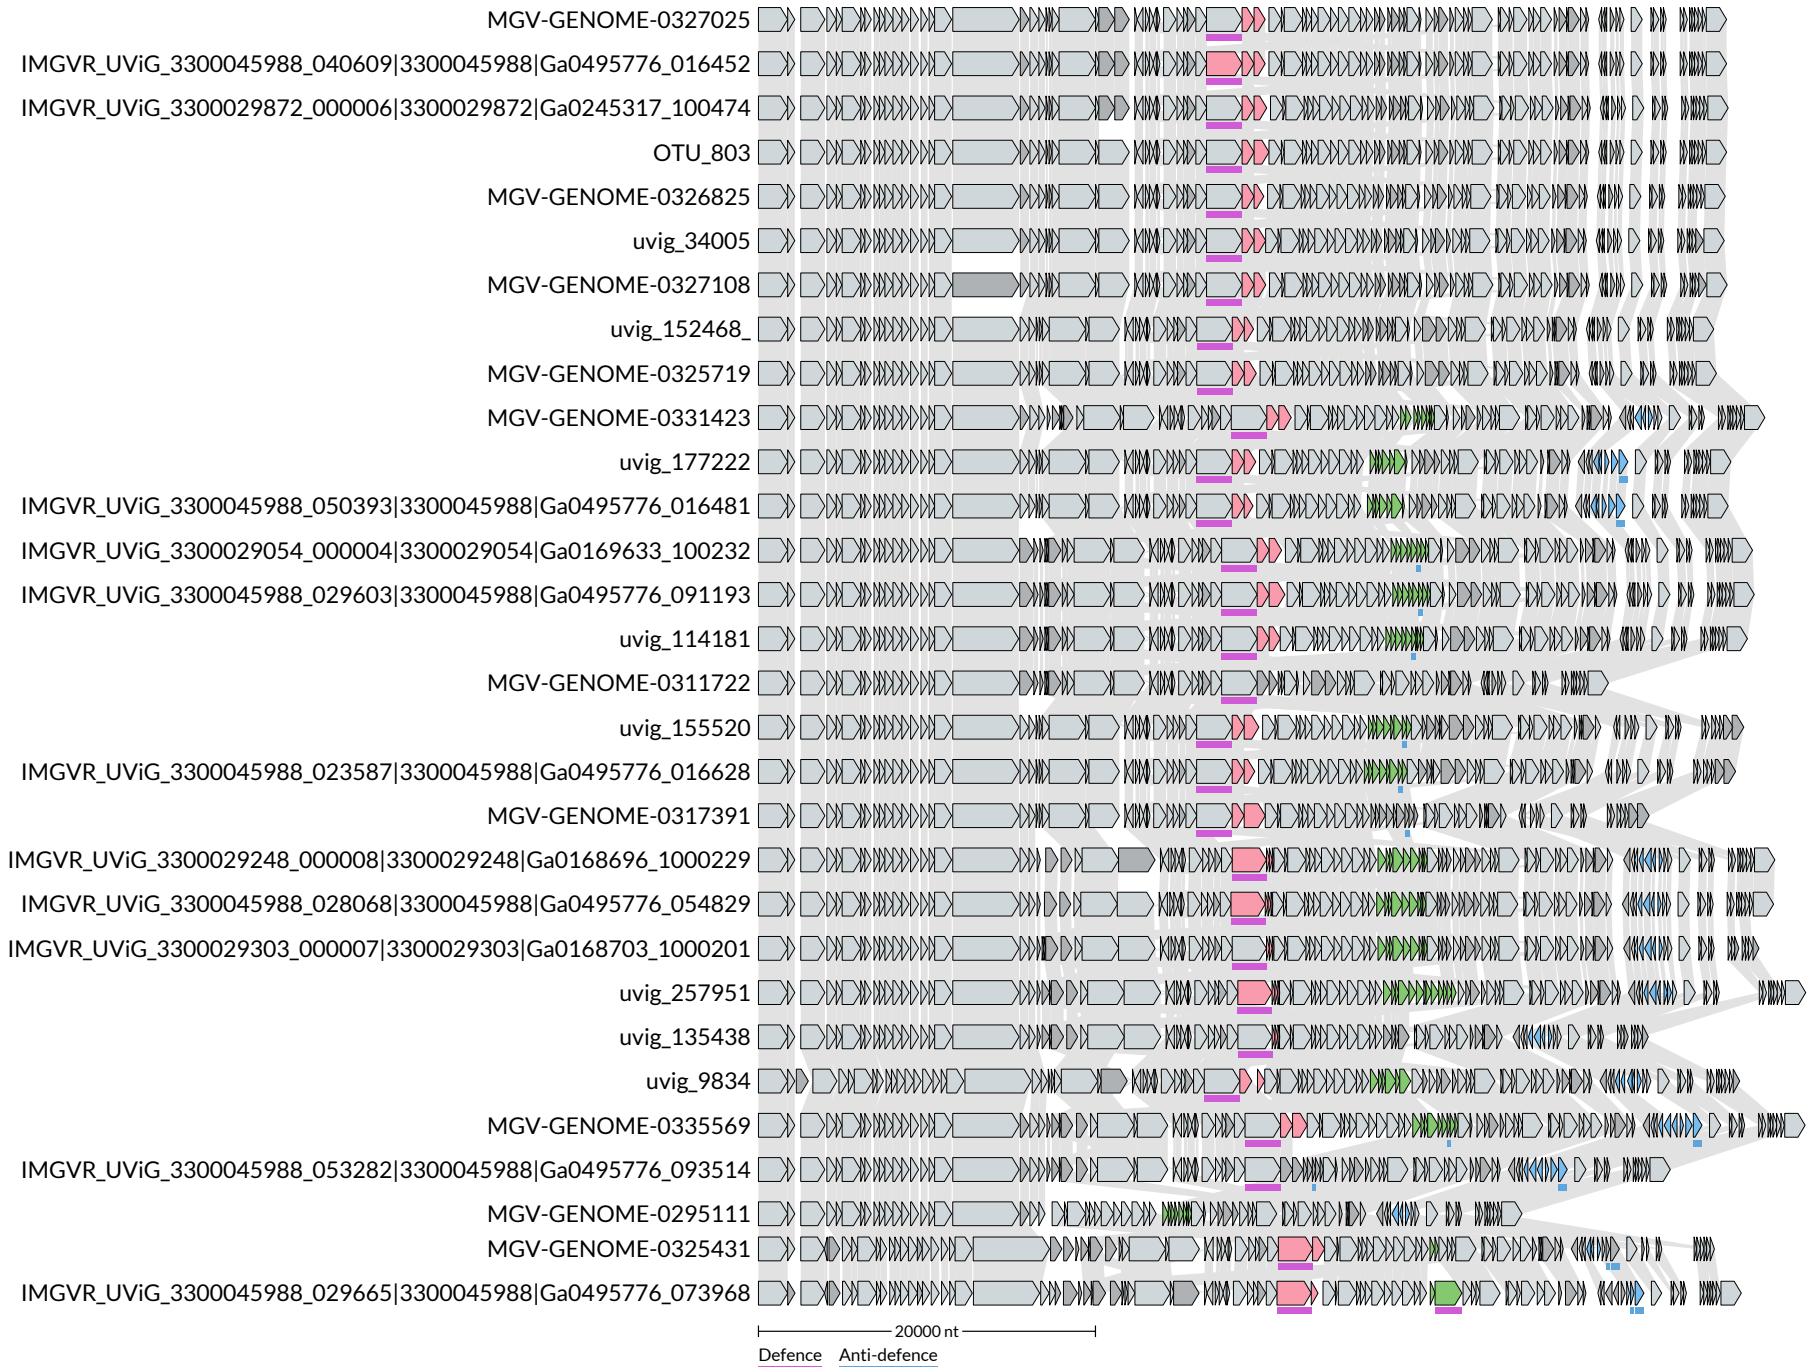 MGV-GENOME-0327025
IMGVR_UViG_3300045988_040609|3300045988|Ga0495776_016452
IMGVR_UViG_3300029872_000006|3300029872|Ga0245317_100474
OTU_803
MGV-GENOME-0326825
uvig_34005
MGV-GENOME-0327108
uvig_152468_
MGV-GENOME-0325719
MGV-GENOME-0331423
uvig_177222
IMGVR_UViG_3300045988_050393|3300045988|Ga0495776_016481
IMGVR_UViG_3300029054_000004|3300029054|Ga0169633_100232
IMGVR_UViG_3300045988_029603|3300045988|Ga0495776_091193
uvig_114181
MGV-GENOME-0311722
uvig_155520
IMGVR_UViG_3300045988_023587|3300045988|Ga0495776_016628
MGV-GENOME-0317391
IMGVR_UViG_3300029248_000008|3300029248|Ga0168696_1000229
IMGVR_UViG_3300045988_028068|3300045988|Ga0495776_054829
IMGVR_UViG_3300029303_000007|3300029303|Ga0168703_1000201
uvig_257951
uvig_135438
uvig_9834
MGV-GENOME-0335569
IMGVR_UViG_3300045988_053282|3300045988|Ga0495776_093514
MGV-GENOME-0295111
MGV-GENOME-0325431
IMGVR_UViG_3300045988_029665|3300045988|Ga0495776_073968
20000 nt
Defence Anti-defence